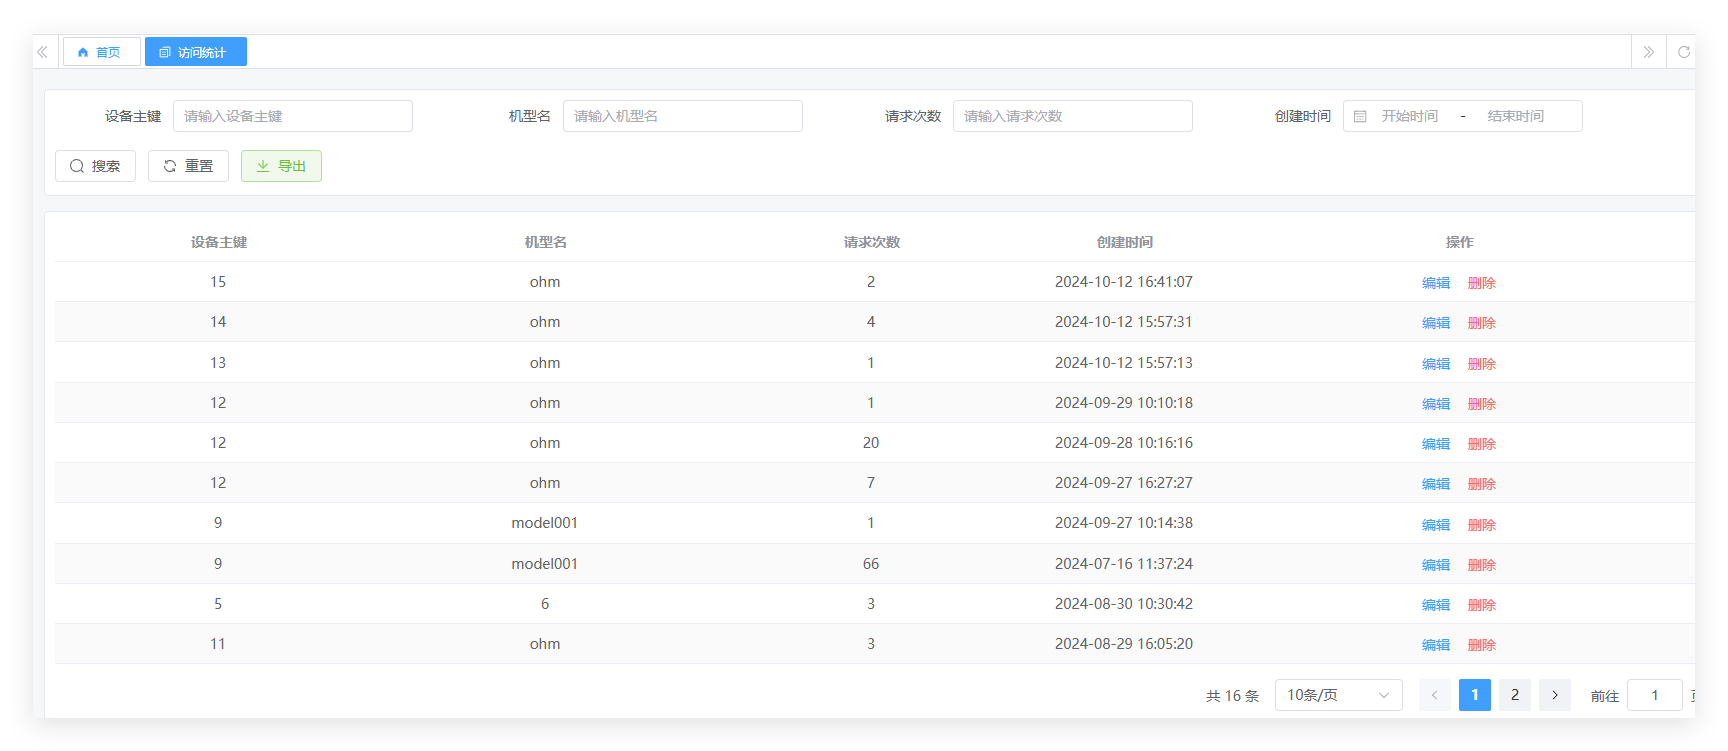 首页 访问统计
设备主键 请输入设备主键 机型名 请输入机型名 请求次数 请输入请求次数 创建时间 开始时间 - 结束时间
搜索 重置 导出
设备主键 机型名 请求次数 创建时间 操作
15 ohm 2 2024-10-12 16:41:07 编辑 删除
14 ohm 4 2024-10-12 15:57:31 编辑 删除
13 ohm 1 2024-10-12 15:57:13 编辑 删除
12 ohm 1 2024-09-29 10:10:18 编辑 删除
12 ohm 20 2024-09-28 10:16:16 编辑 删除
12 ohm 7 2024-09-27 16:27:27 编辑 删除
9 model001 1 2024-09-27 10:14:38 编辑 删除
9 model001 66 2024-07-16 11:37:24 编辑 删除
5 6 3 2024-08-30 10:30:42 编辑 删除
11 ohm 3 2024-08-29 16:05:20 编辑 删除
共 16 条 10条/页 1 2 前往 1